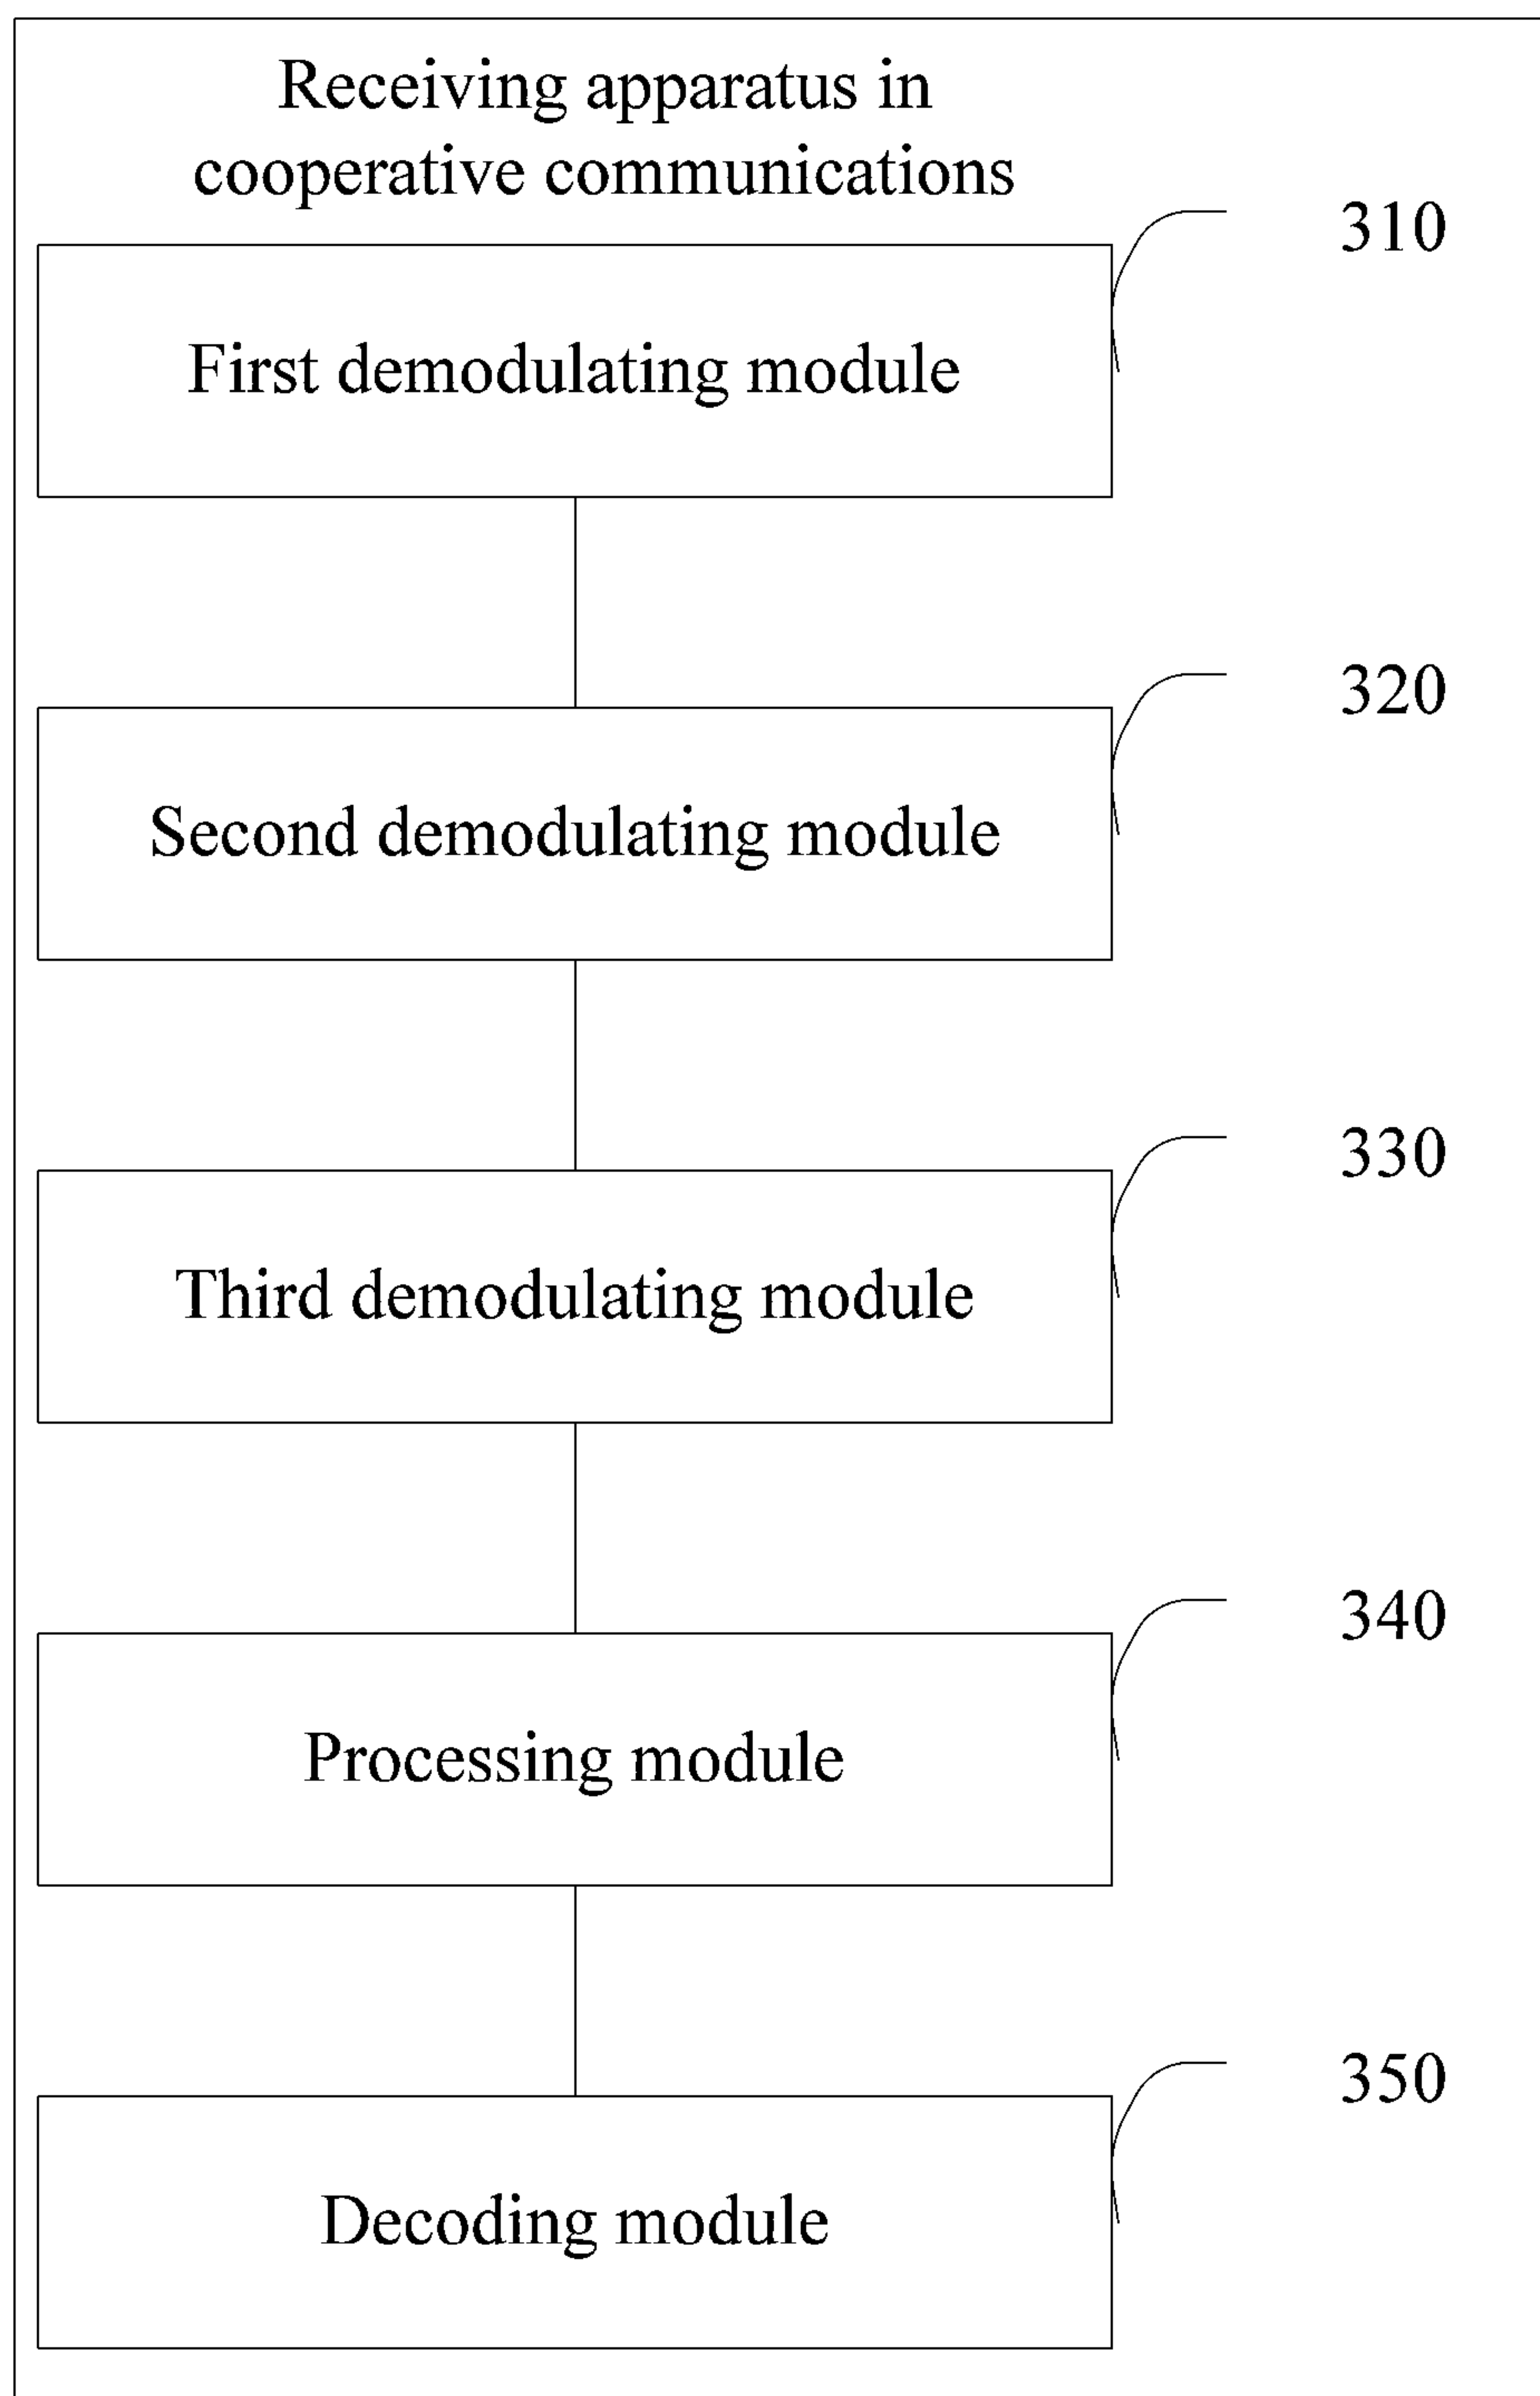 Receiving apparatus in
cooperative communications
310
First demodulating module
320
Second demodulating module
330
Third demodulating module
340
Processing module
350
Decoding module